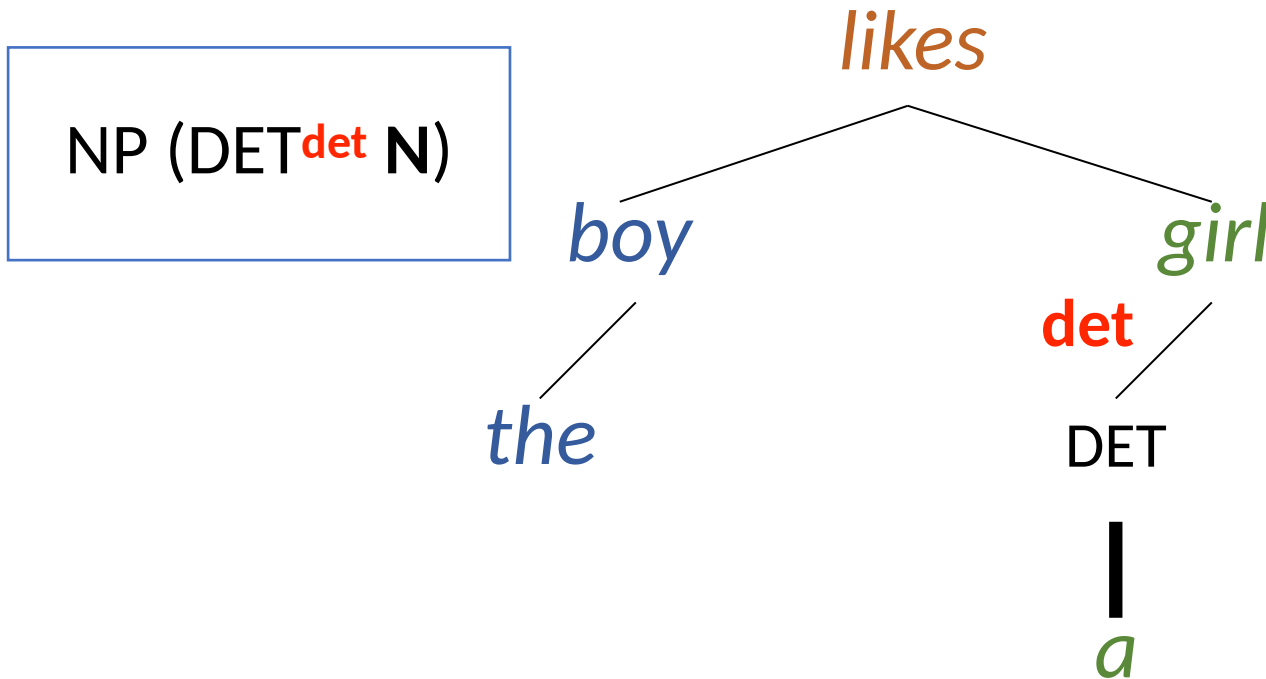 likes
NP (DETdet N)
boy
girl
det
the
DET
a